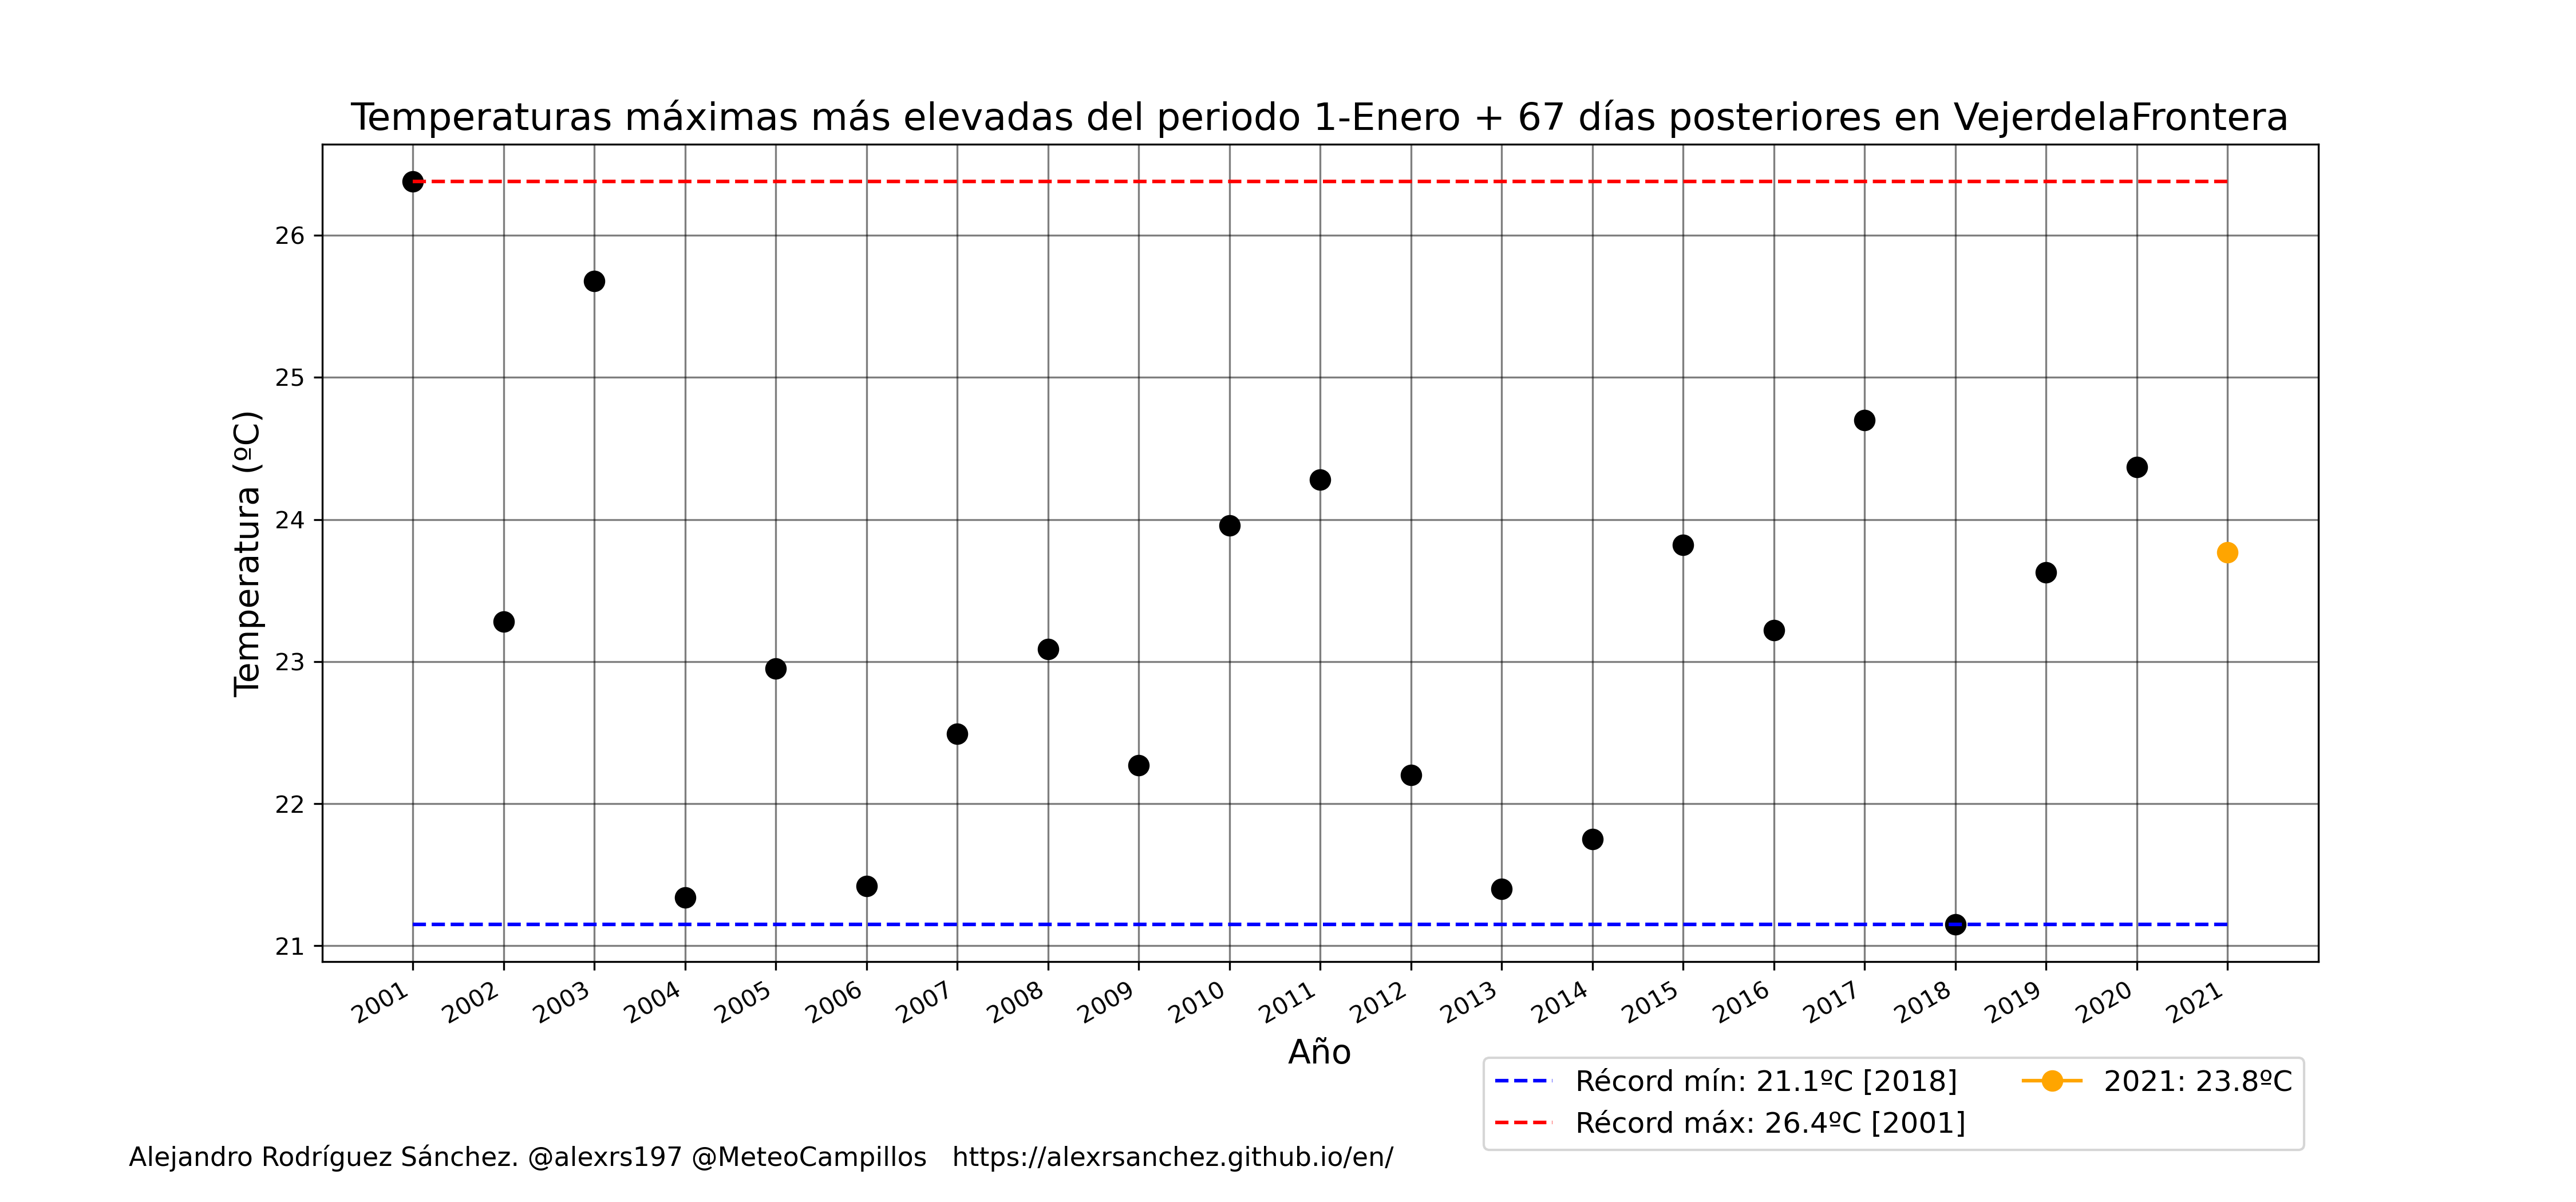 Temperaturas máximas más elevadas del periodo 1-Enero + 67 días posteriores en VejerdelaFrontera
Temperatura (ºC)
26
25
24
23
22
21
2001 2002 2003 2004 2005 2006 2007 2008 2009 2010 2011 2012 2013 2014 2015 2016 2017 2018 2019 2020 2021
Año
Récord mín: 21.1ºC [2018]
Récord máx: 26.4ºC [2001]
2021: 23.8ºC
Alejandro Rodríguez Sánchez. @alexrs197 @MeteoCampillos https://alexrsanchez.github.io/en/